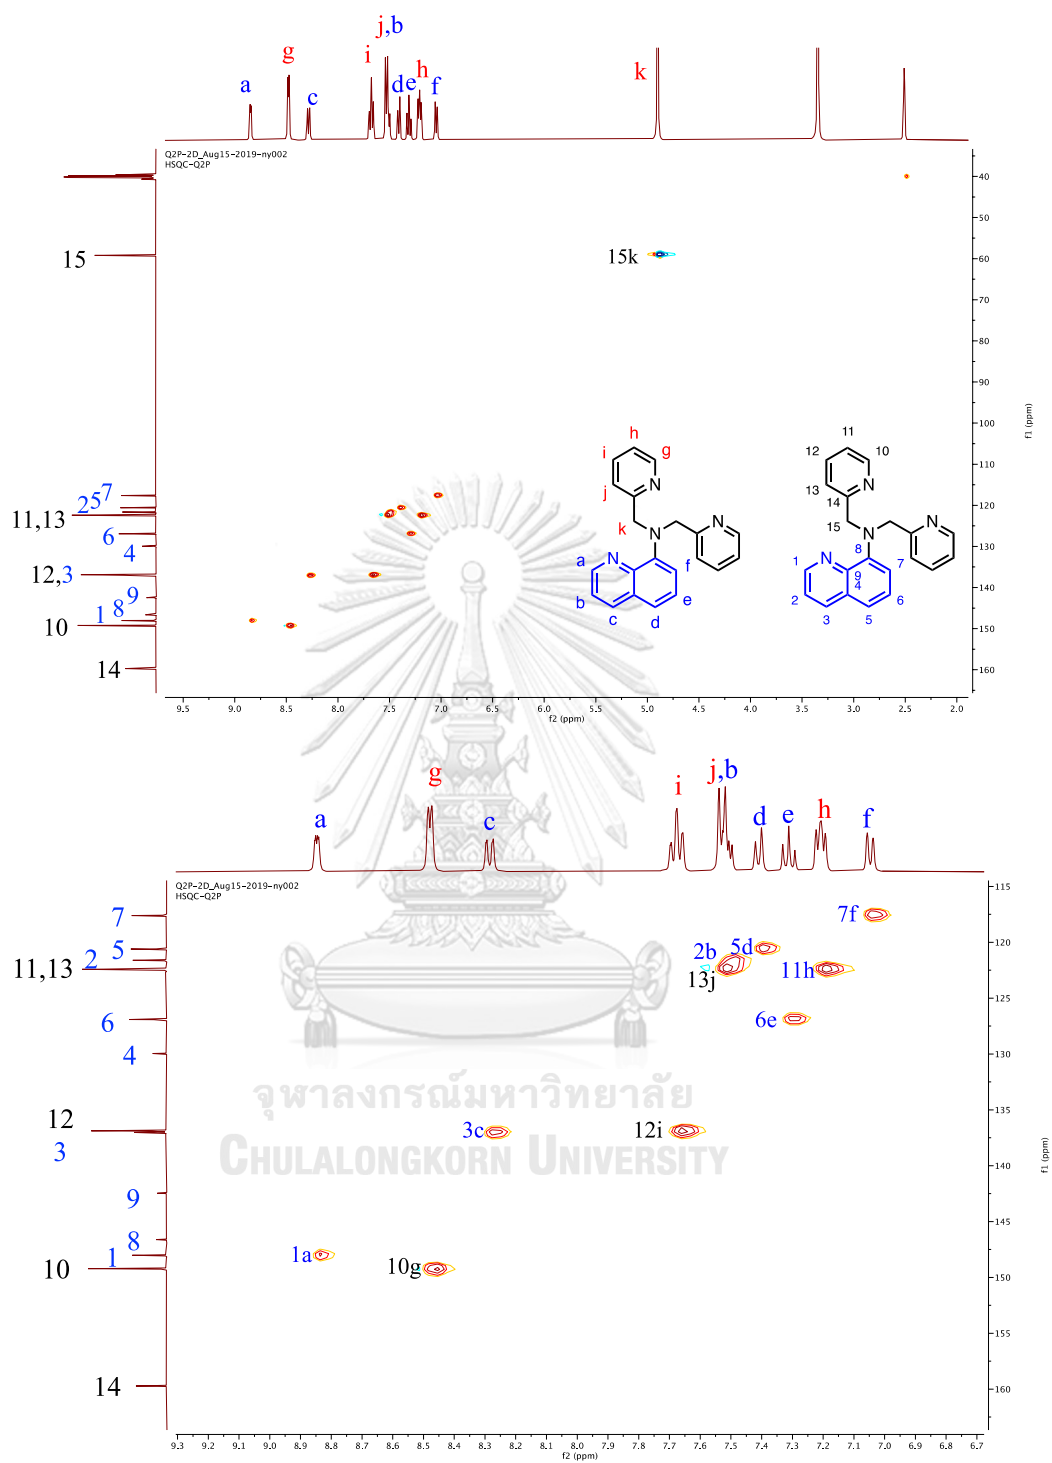 j,b
g
i
h
k
a
c
d
e
f
Q2P-2D_Aug15-2019-ny002
HSQC-Q2P
40
50
60
70
80
90
100
110
120
130
140
150
160
f1 (ppm)
15
15k
2 5 7
11,13
6
4
12,3
9
8
1
10
14
h
i
g
j
N
k
N
N
a
N
f
b
c
d
e
11
12
10
13
14
N
15
N
N
8
1
N
7
9
4
2
3
5
6
9.5 9.0 8.5 8.0 7.5 7.0 6.5 6.0 5.5 5.0 4.5 4.0 3.5 3.0 2.5 2.0
f2 (ppm)
g
j,b
i
a
c
d
e
h
f
Q2P-2D_Aug15-2019-ny002
HSQC-Q2P
115
120
125
130
135
140
145
150
155
160
f1 (ppm)
7
5
2
11,13
6
4
12
3
9
8
1
10
14
7f
2b
5d
13j
11h
6e
3c
12i
1a
10g
จุฬาลงกรณ์มหาวิทยาลัย
CHULALONGKORN UNIVERSITY
9.3 9.2 9.1 9.0 8.9 8.8 8.7 8.6 8.5 8.4 8.3 8.2 8.1 8.0 7.9 7.8 7.7 7.6 7.5 7.4 7.3 7.2 7.1 7.0 6.9 6.8 6.7
f2 (ppm)